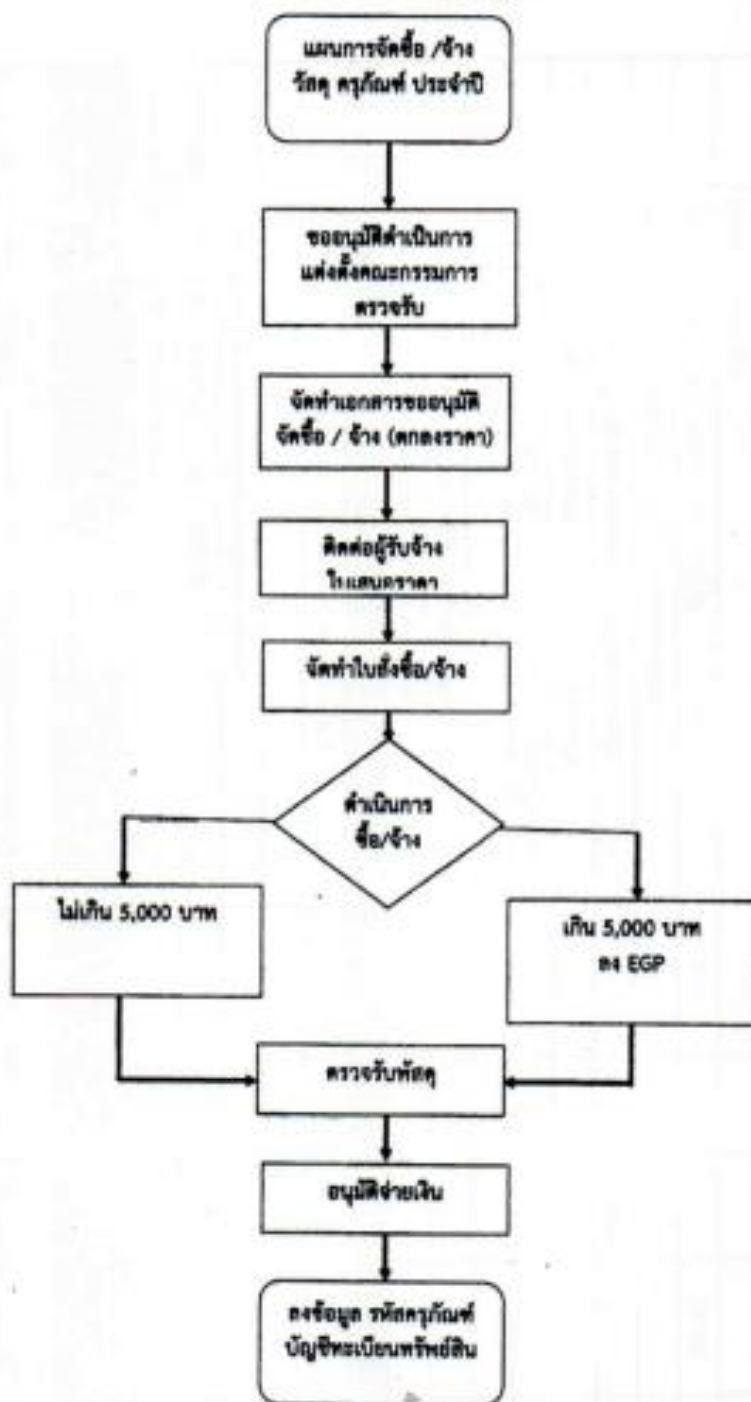 แผนการจัดซื้อ /จ้าง
วัสดุ ครุภัณฑ์ ประจำปี
ขออนุมัติดำเนินการ
แต่งตั้งคณะกรรมการ
ตรวจรับ
จัดทำเอกสารขออนุมัติ
จัดซื้อ / จ้าง (ตกลงราคา)
ติดต่อผู้รับจ้าง
ใบเสนอราคา
จัดทำใบสั่งซื้อ/จ้าง
ดำเนินการ
ซื้อ/จ้าง
ไม่เกิน 5,000 บาท
เกิน 5,000 บาท
ลง EGP
ตรวจรับพัสดุ
อนุมัติจ่ายเงิน
ลงข้อมูล รหัสครุภัณฑ์
บัญชีทะเบียนทรัพย์สิน